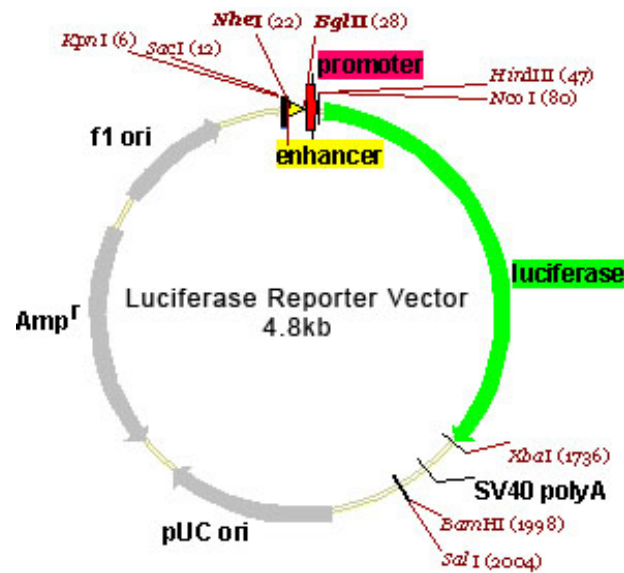 NheI (22) BglII (28)
KpnI (6) SacI (12)
promoter
HindIII (47)
NcoI (80)
f1 ori
enhancer
luciferase
Luciferase Reporter Vector
4.8kb
Ampr
XbaI (1736)
SV40 polyA
BamHI (1998)
pUC ori
SalI (2004)